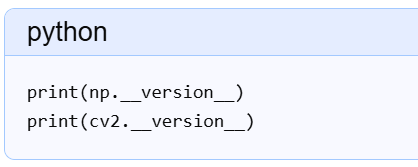 python
print(np.__version__)
print(cv2.__version__)